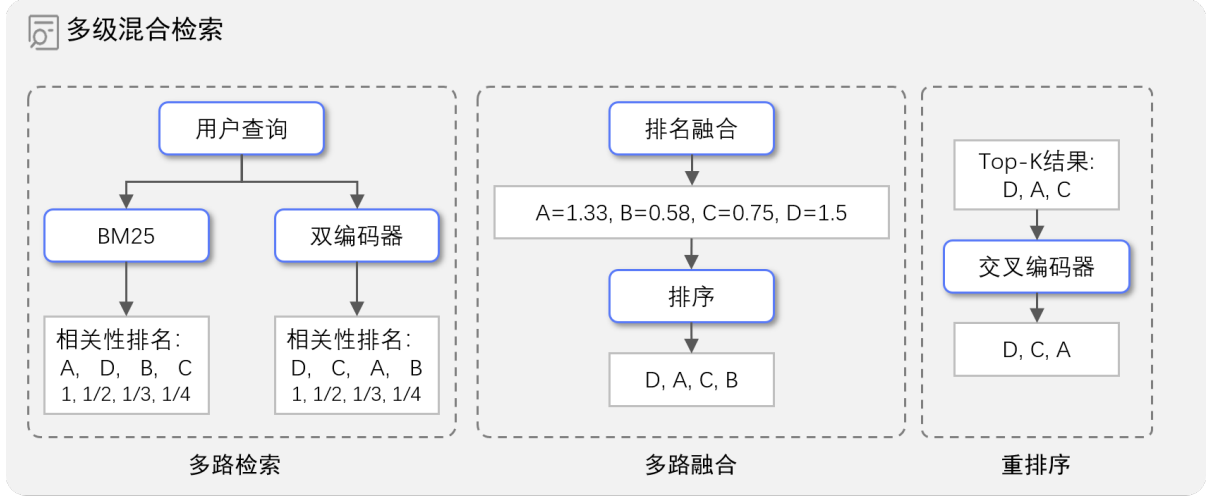 多级混合检索
用户查询
BM25
双编码器
相关性排名:
A, D, B, C
1, 1/2, 1/3, 1/4
相关性排名:
D, C, A, B
1, 1/2, 1/3, 1/4
多路检索
排名融合
A=1.33, B=0.58, C=0.75, D=1.5
排序
D, A, C, B
多路融合
Top-K结果:
D, A, C
交叉编码器
D, C, A
重排序